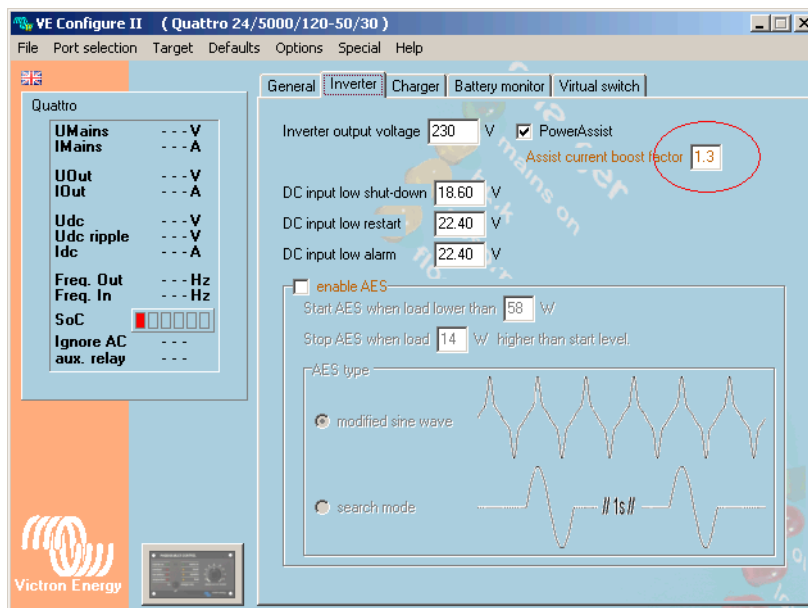 VE Configure II ( Quattro 24/5000/120-50/30 )
File Port selection Target Defaults Options Special Help
General Inverter Charger Battery monitor Virtual switch
Quattro
UMains - - - V
IMains - - - A
UOut - - - V
IOut - - - A
Udc - - - V
Udc ripple - - - V
Idc - - - A
Freq. Out - - - Hz
Freq. In - - - Hz
SoC
Ignore AC - - -
aux. relay - - -
Inverter output voltage 230 V PowerAssist
Assist current boost factor 1.3
DC input low shut-down 18.60 V
DC input low restart 22.40 V
DC input low alarm 22.40 V
enable AES
Start AES when load lower than 58 W
Stop AES when load 14 W higher than start level.
AES type
modified sine wave
search mode
// 1s //
Victron Energy
mains on